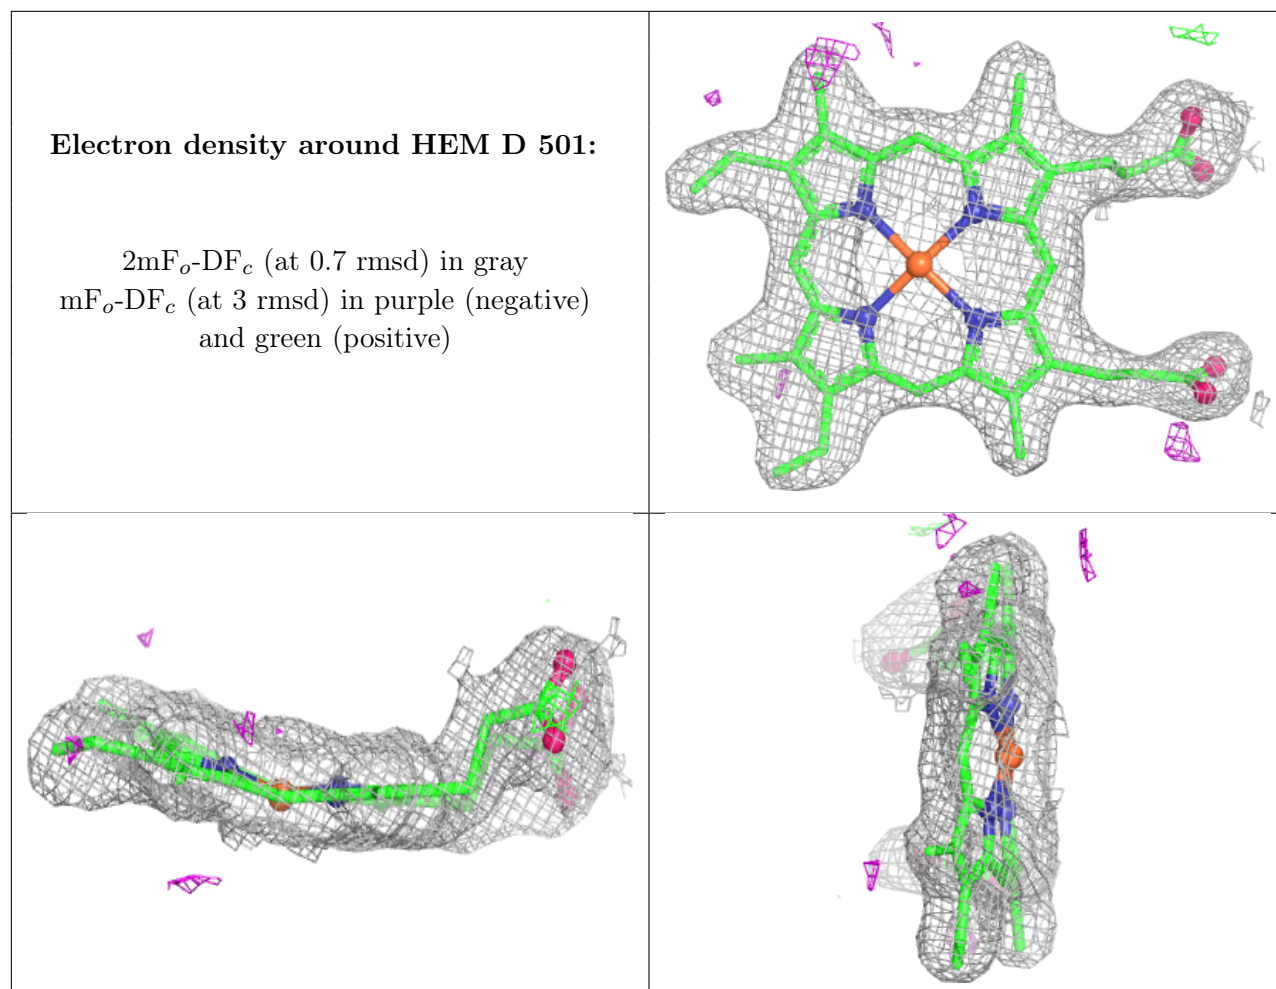 Electron density around HEM D 501:
2mFo-DFc (at 0.7 rmsd) in gray
mFo-DFc (at 3 rmsd) in purple (negative)
and green (positive)